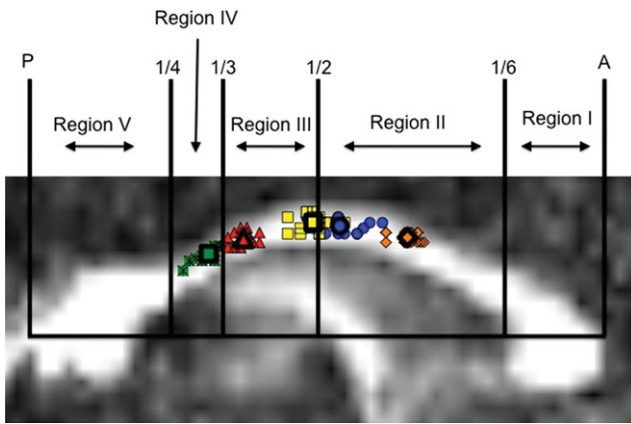 Region IV
P
1/4
1/3
1/2
1/6
A
Region V
Region III
Region II
Region I